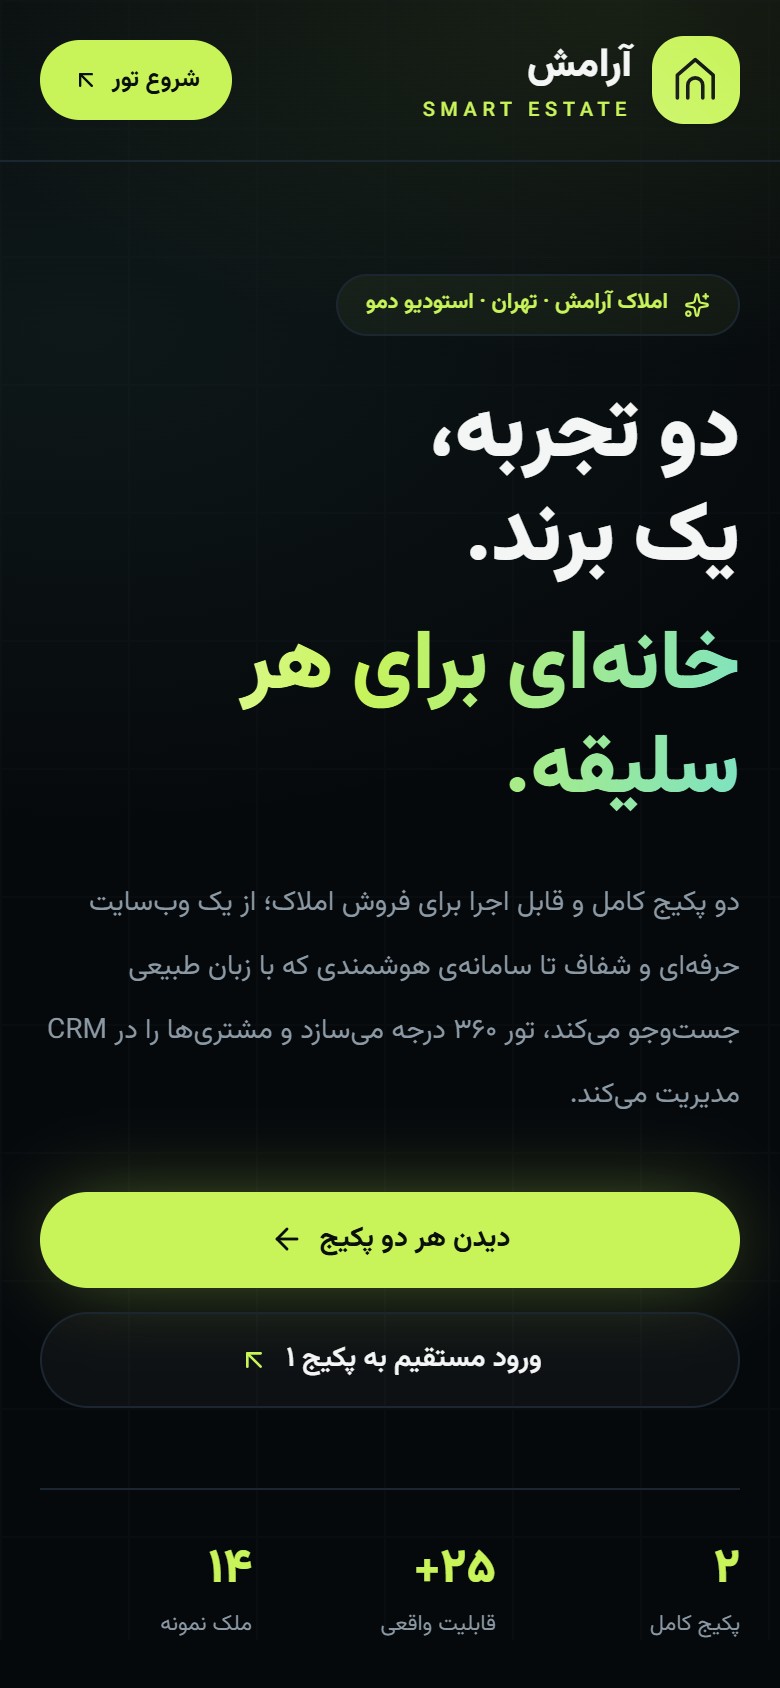 آرامش
SMART ESTATE
شروع تور
املاک آرامش · تهران · استودیو دمو
دو تجربه،
یک برند.
خانه‌ای برای هر
سلیقه.
دو پکیج کامل و قابل اجرا برای فروش املاک؛ از یک وب‌سایت
حرفه‌ای و شفاف تا سامانه‌ی هوشمندی که با زبان طبیعی
جست‌وجو می‌کند، تور ۳۶۰ درجه می‌سازد و مشتری‌ها را در CRM
مدیریت می‌کند.
دیدن هر دو پکیج
ورود مستقیم به پکیج ۱
۲
پکیج کامل
۲۵+
قابلیت واقعی
۱۴
ملک نمونه